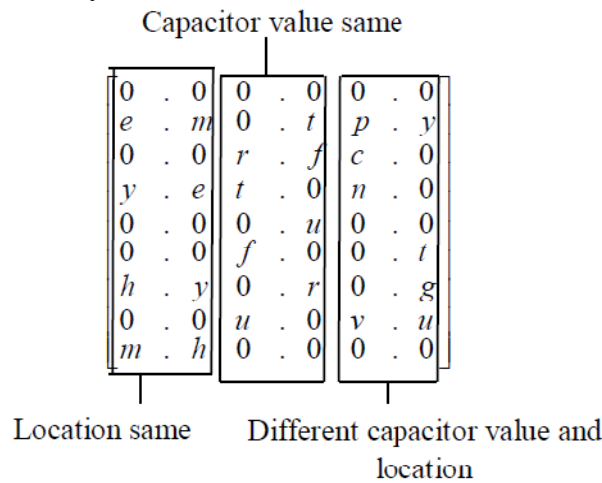 Capacitor value same
0 . 0 0 . 0 0 . 0
e . m 0 . t p . y
0 . 0 r . f c . 0
y . e t . 0 n . 0
0 . 0 0 . u 0 . 0
0 . 0 f . 0 0 . t
h . y 0 . r 0 . g
0 . 0 u . 0 v . u
m . h 0 . 0 0 . 0
Location same
Different capacitor value and
location